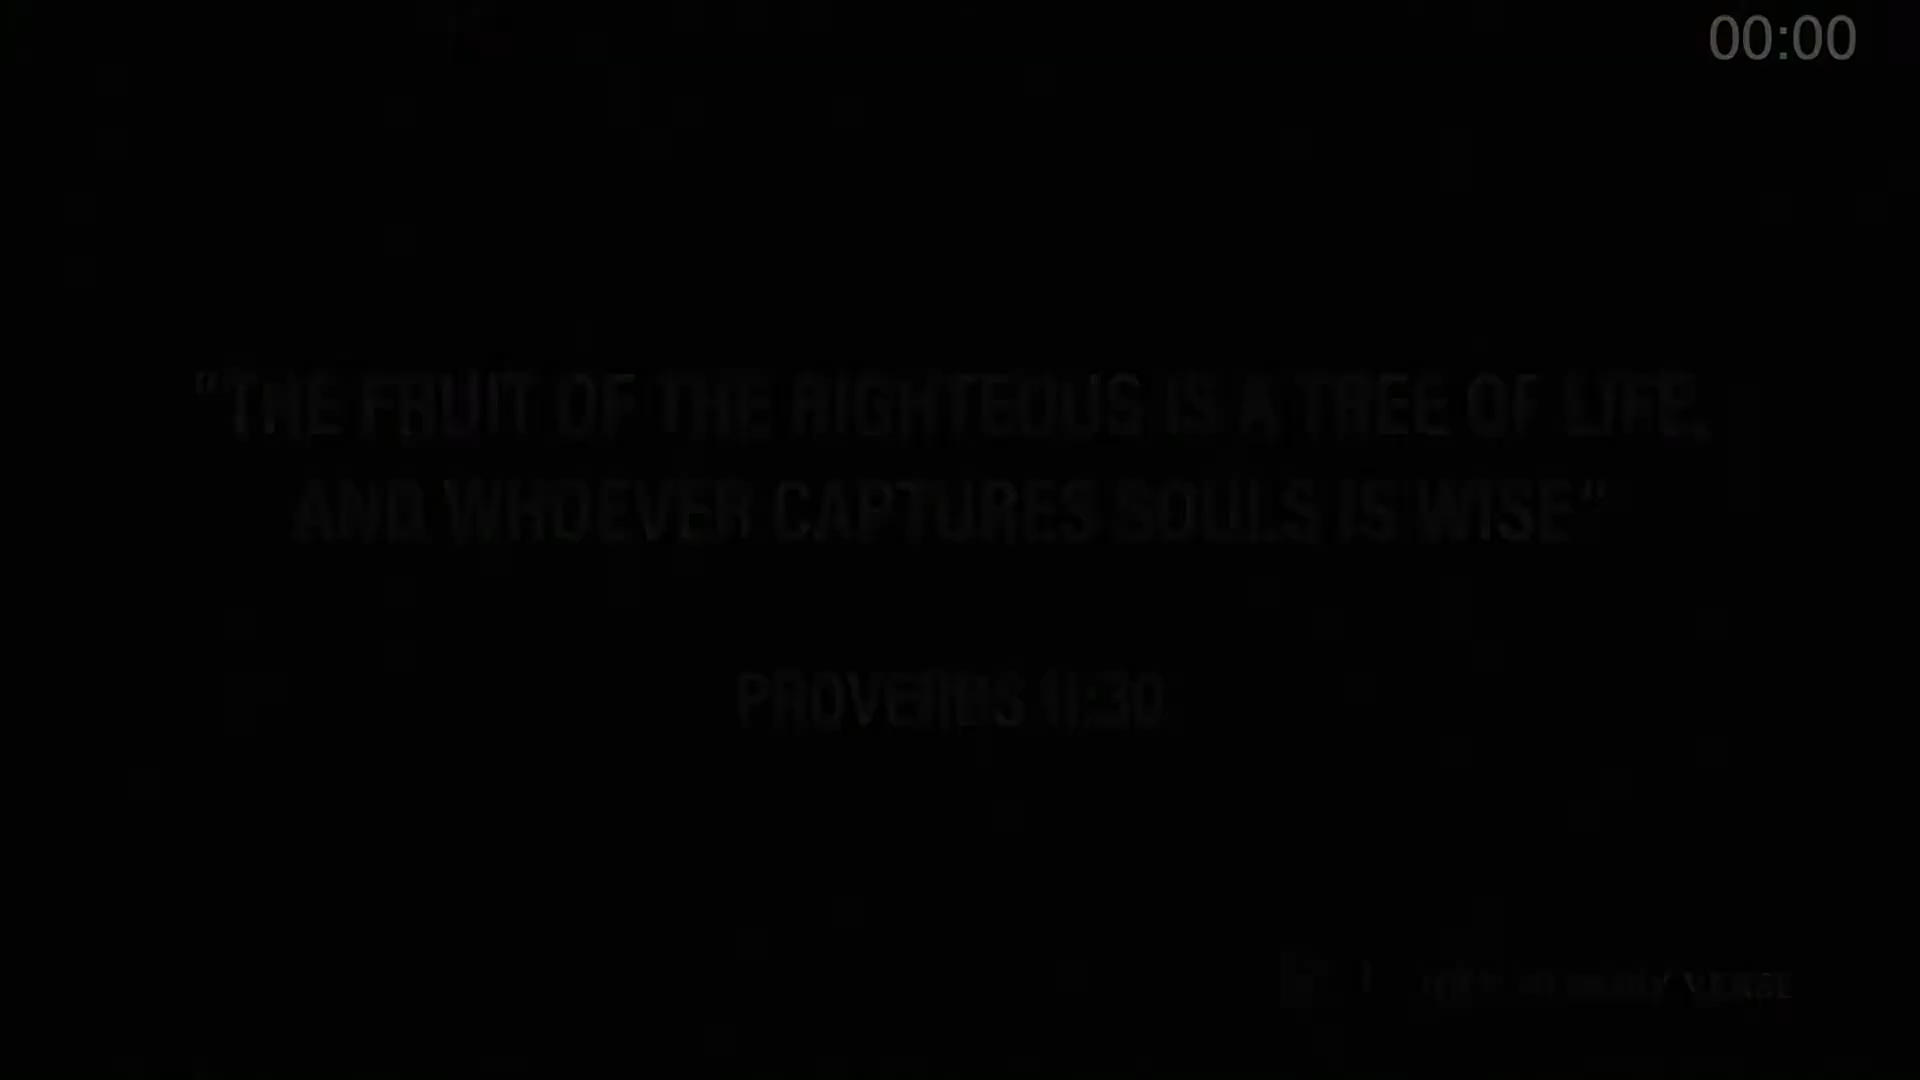 00:00
"THE FRUIT OF THE RIGHTEOUS IS A TREE OF LIFE,
AND WHOEVER CAPTURES SOULS IS WISE"
PROVERBS 11:30
VERSE